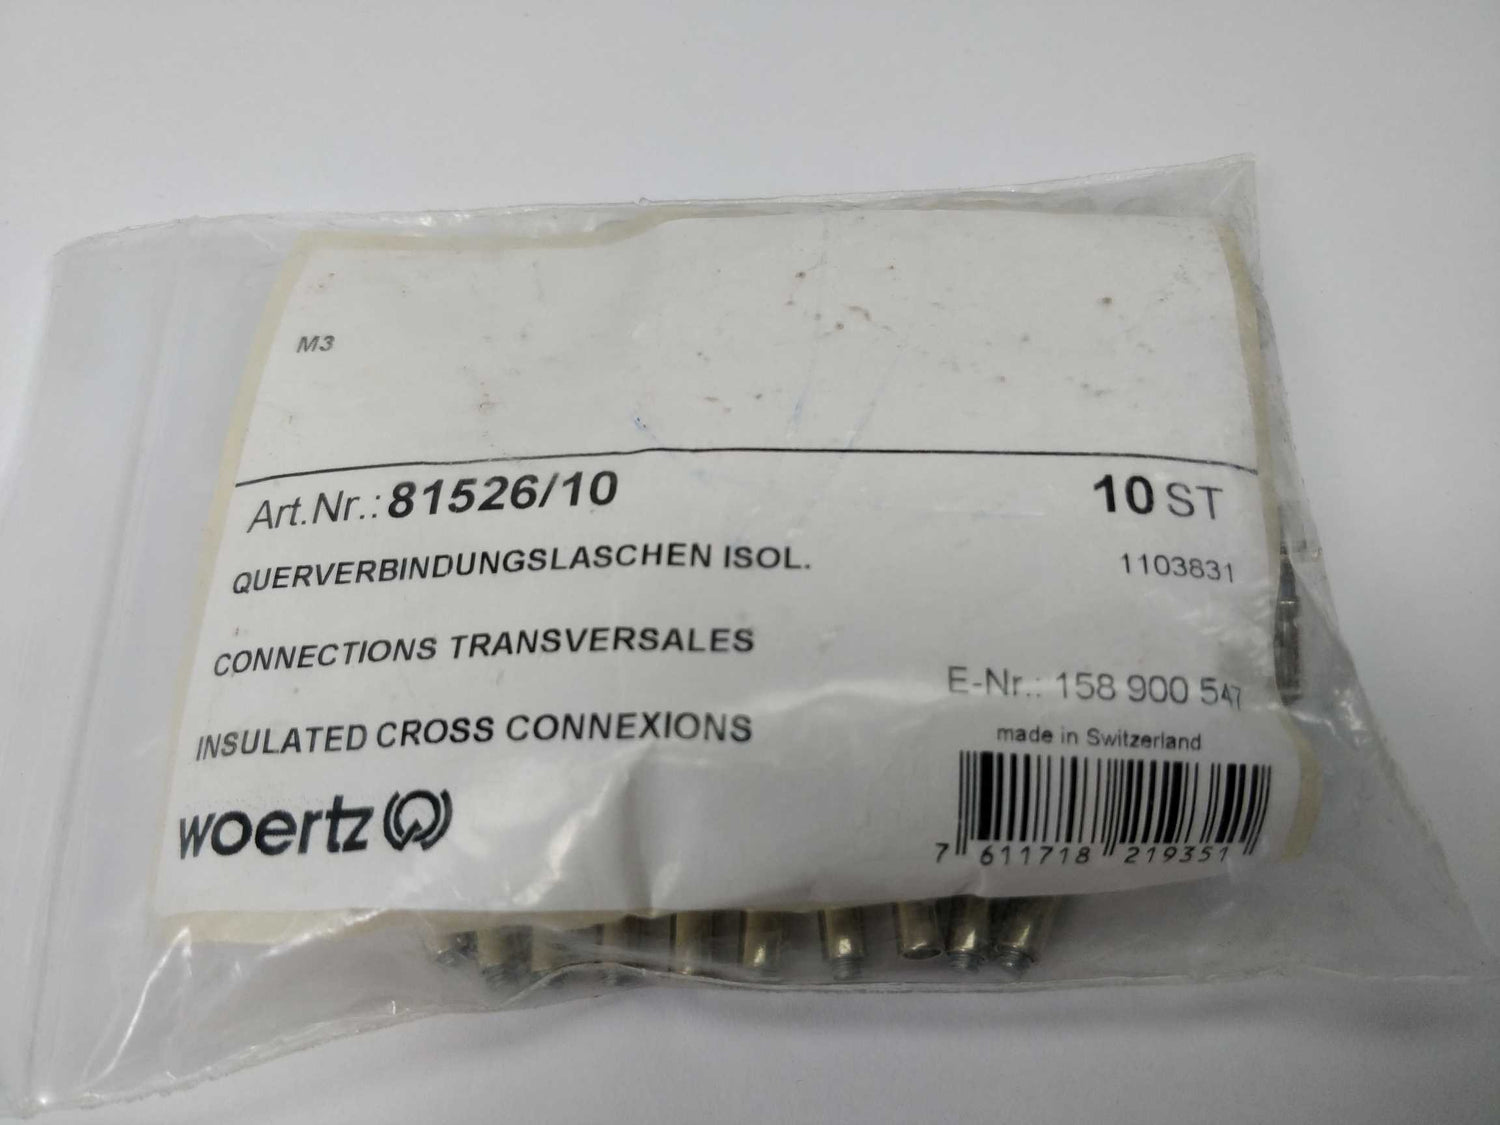 M3
Art.Nr.: 81526/10
10 ST
QUERVERBINDUNGSLASCHEN ISOL.
1103831
CONNECTIONS TRANSVERSALES
E-Nr.: 158 900 547
INSULATED CROSS CONNEXIONS
made in Switzerland
woertz
7 611718 219351